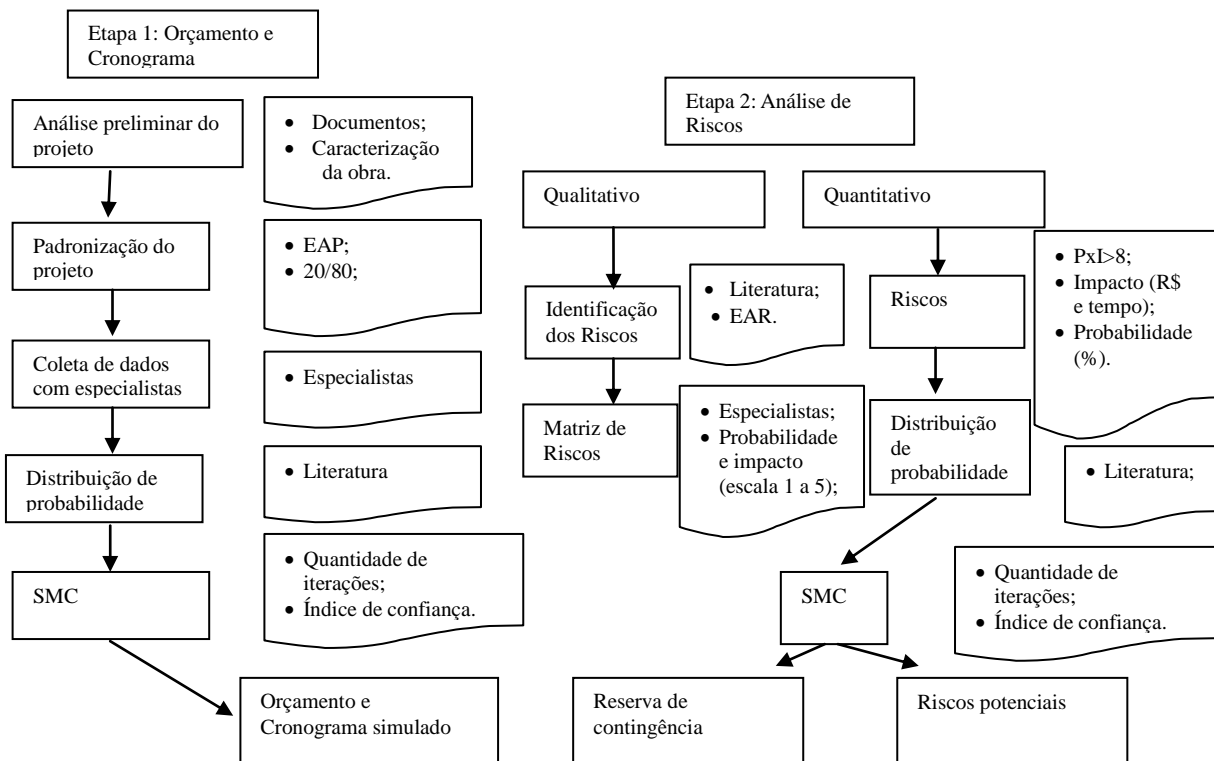 Etapa 1: Orçamento e
Cronograma
Análise preliminar do
projeto
• Documentos;
• Caracterização
da obra.
Padronização do
projeto
• EAP;
• 20/80;
Coleta de dados
com especialistas
• Especialistas
Distribuição de
probabilidade
• Literatura
SMC
• Quantidade de
iterações;
• Índice de confiança.
Orçamento e
Cronograma simulado
Etapa 2: Análise de
Riscos
Qualitativo
Identificação
dos Riscos
• Literatura;
• EAR.
Matriz de
Riscos
• Especialistas;
• Probabilidade
e impacto
(escala 1 a 5);
Quantitativo
Riscos
• PxI>8;
• Impacto (R$
e tempo);
• Probabilidade
(%).
Distribuição
de
probabilidade
• Literatura;
SMC
• Quantidade de
iterações;
• Índice de confiança.
Reserva de
contingência
Riscos potenciais